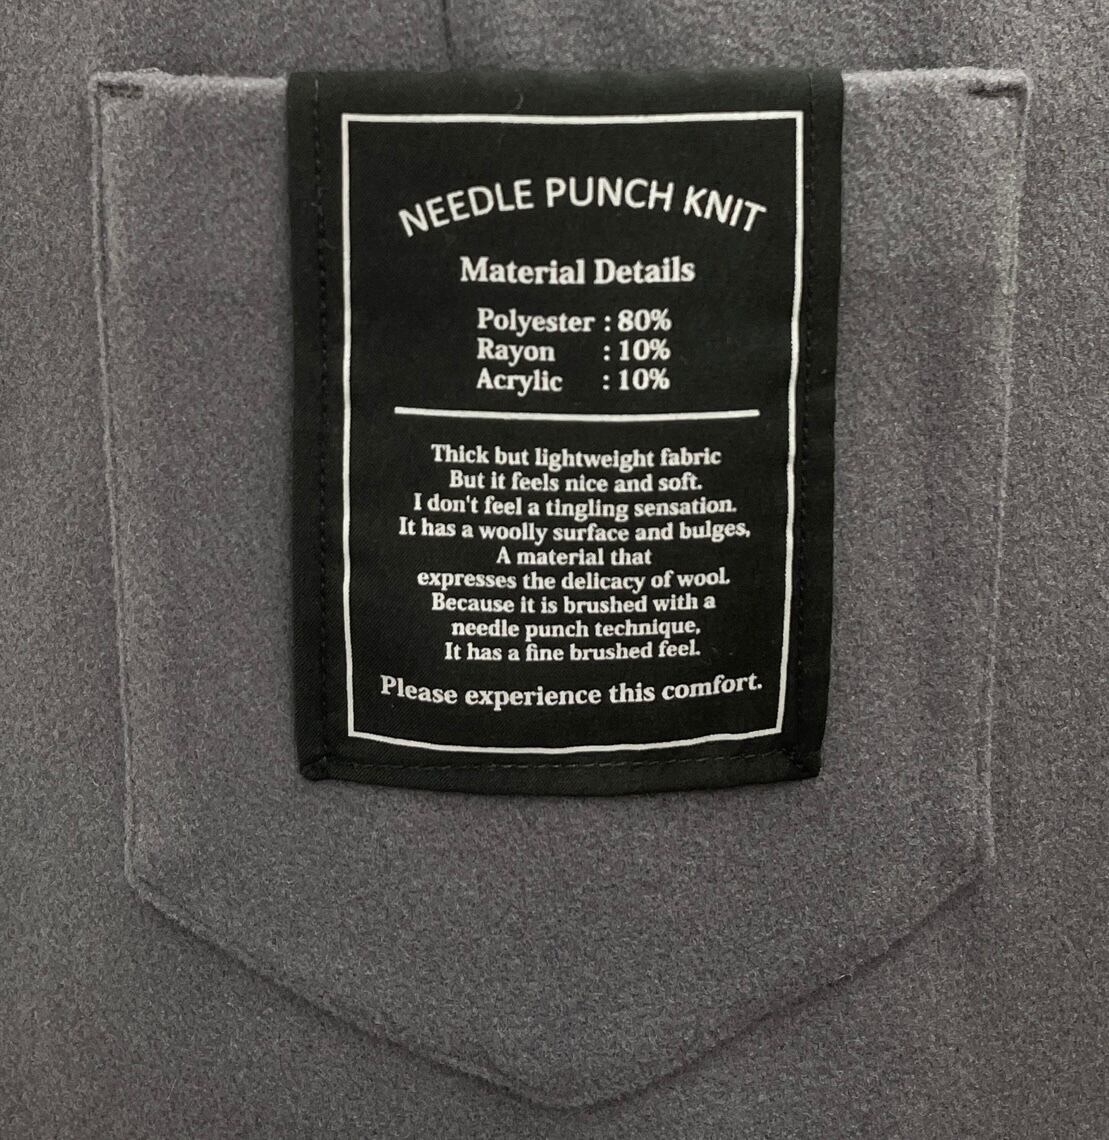 NEEDLE PUNCH KNIT
Material Details
Polyester : 80%
Rayon : 10%
Acrylic : 10%
Thick but lightweight fabric
But it feels nice and soft.
I don't feel a tingling sensation.
It has a woolly surface and bulges,
A material that
expresses the delicacy of wool.
Because it is brushed with a
needle punch technique,
It has a fine brushed feel.
Please experience this comfort.